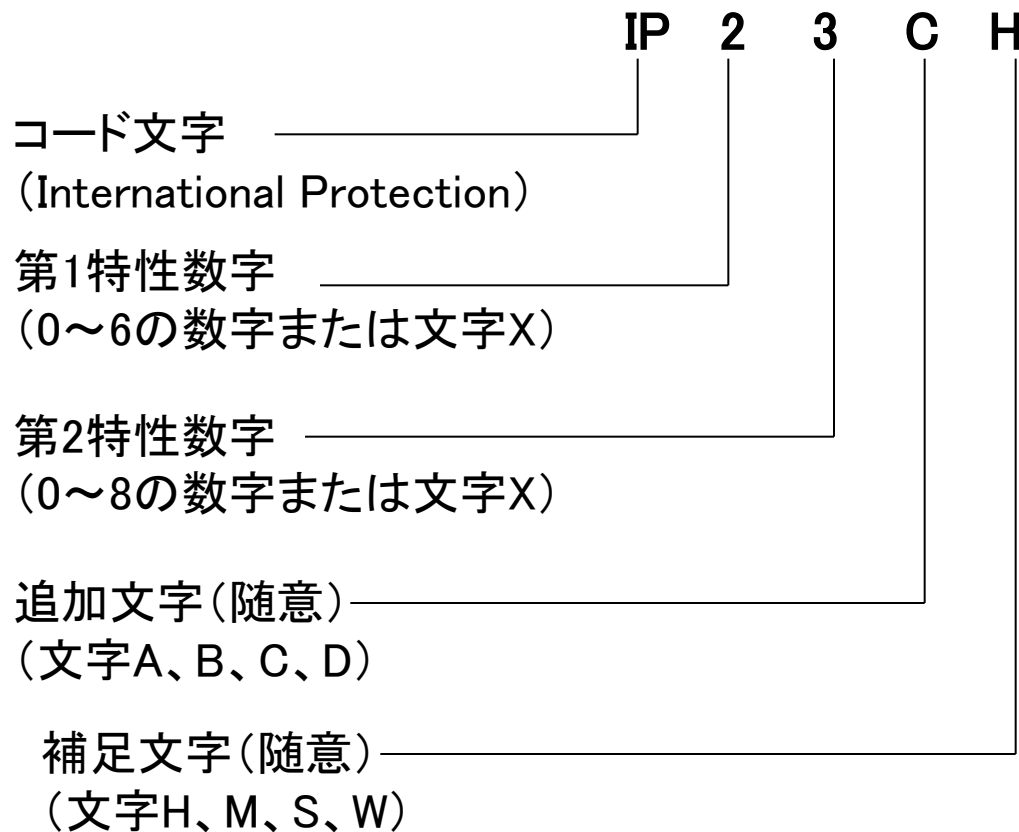 IP 2 3 C H
コード文字
（International Protection）
第1特性数字
（0～6の数字または文字X）
第2特性数字
（0～8の数字または文字X）
追加文字（随意）
（文字A、B、C、D）
補足文字（随意）
（文字H、M、S、W）